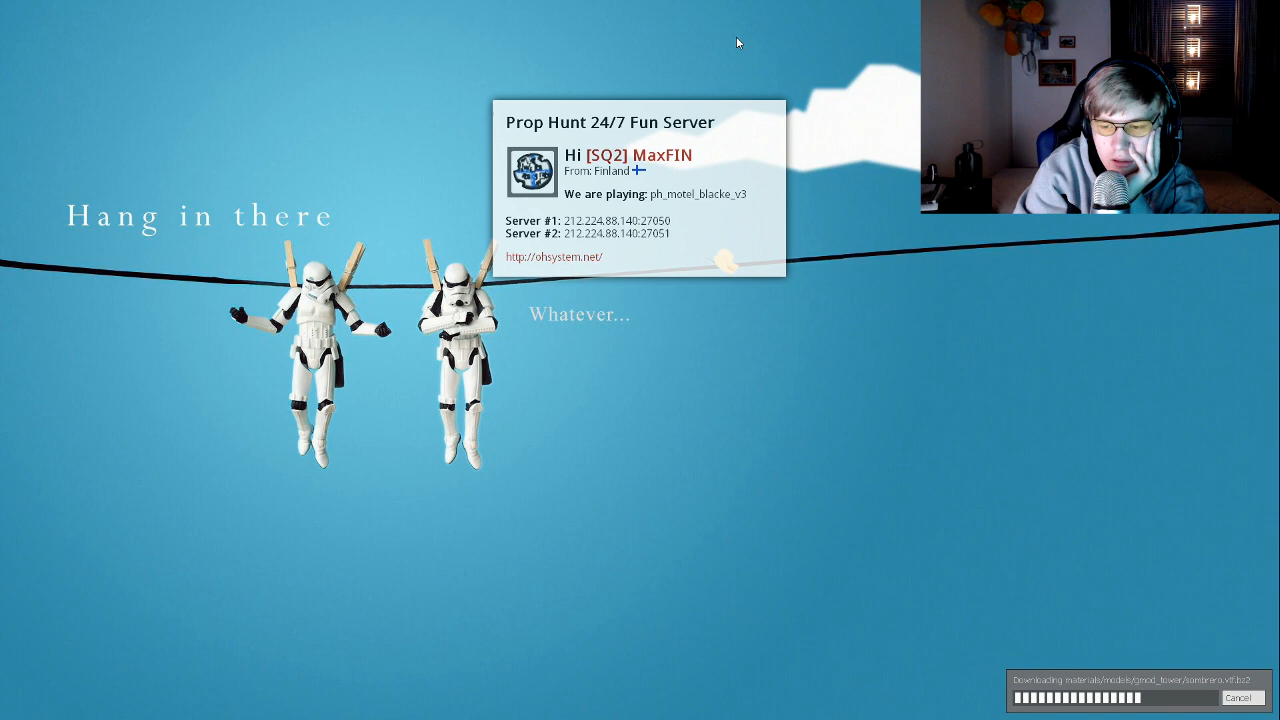 Prop Hunt 24/7 Fun Server
Hi [SQ2] MaxFIN
From: Finland
We are playing: ph_motel_blacke_v3
Server #1: 212.224.88.140:27050
Server #2: 212.224.88.140:27051
http://ohsystem.net/
Hang in there
Whatever...
Downloading materials/models/gmod_tower/sombrero.vtf.bz2
Cancel